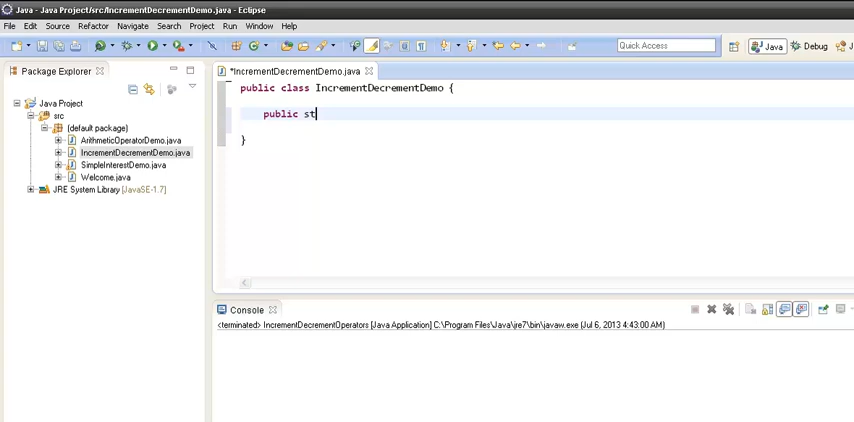 Java - Java Project/src/IncrementDecrementDemo.java - Eclipse
File Edit Source Refactor Navigate Search Project Run Window Help
Quick Access Java Debug
Package Explorer
*IncrementDecrementDemo.java
public class IncrementDecrementDemo {
Java Project
public st
src
(default package)
}
ArithmeticOperatorDemo.java
IncrementDecrementDemo.java
SimpleInterestDemo.java
Welcome.java
JRE System Library [JavaSE-1.7]
Console
<terminated> IncrementDecrementOperators [Java Application] C:\Program Files\Java\jre7\bin\javaw.exe (Jul 6, 2013 4:43:00 AM)